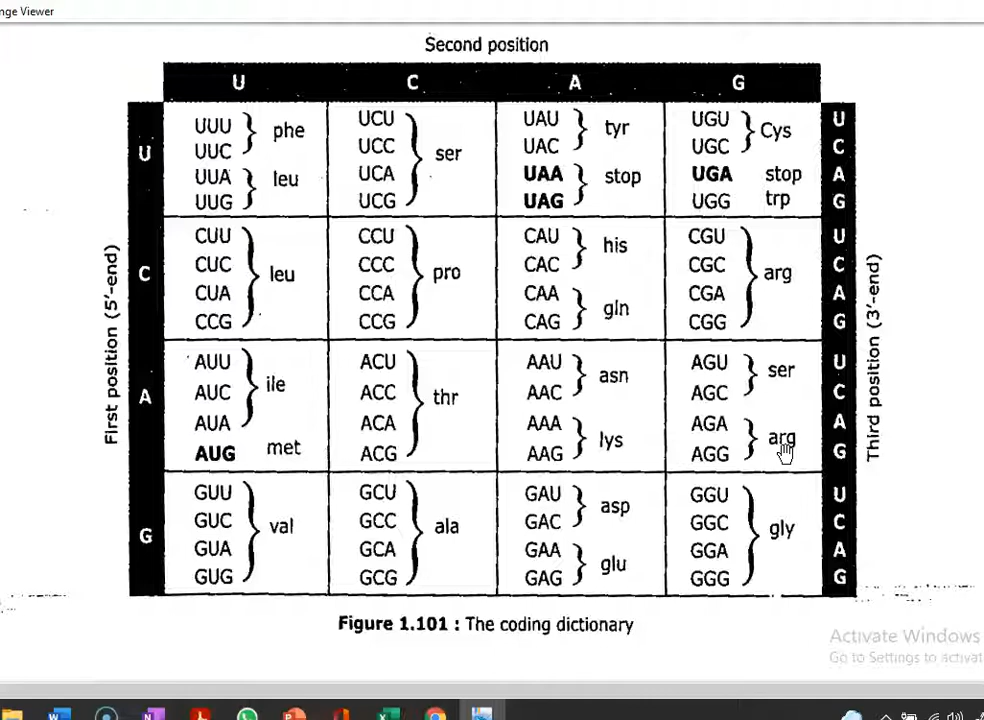 nge Viewer
Second position
U C A G
UUU phe UCU ser UAU tyr UGU Cys U
UUC UCC UAC UGC C
U
UUA leu UCA UAA stop UGA stop A
UUG UCG UAG UGG trp G
CUU leu CCU pro CAU his CGU arg U
CUC CCC CAC CGC C
C
CUA CCA CAA gln CGA A
CCG CCG CAG CGG G
AUU ile ACU thr AAU asn AGU ser U
AUC ACC AAC AGC C
A
AUA ACA AAA lys AGA arg A
AUG met ACG AAG AGG G
GUU val GCU ala GAU asp GGU gly U
GUC GCC GAC GGC C
G
GUA GCA GAA glu GGA A
GUG GCG GAG GGG G
First position (5'-end)
Third position (3'-end)
Figure 1.101 : The coding dictionary
Activate Windows
Go to Settings to activat